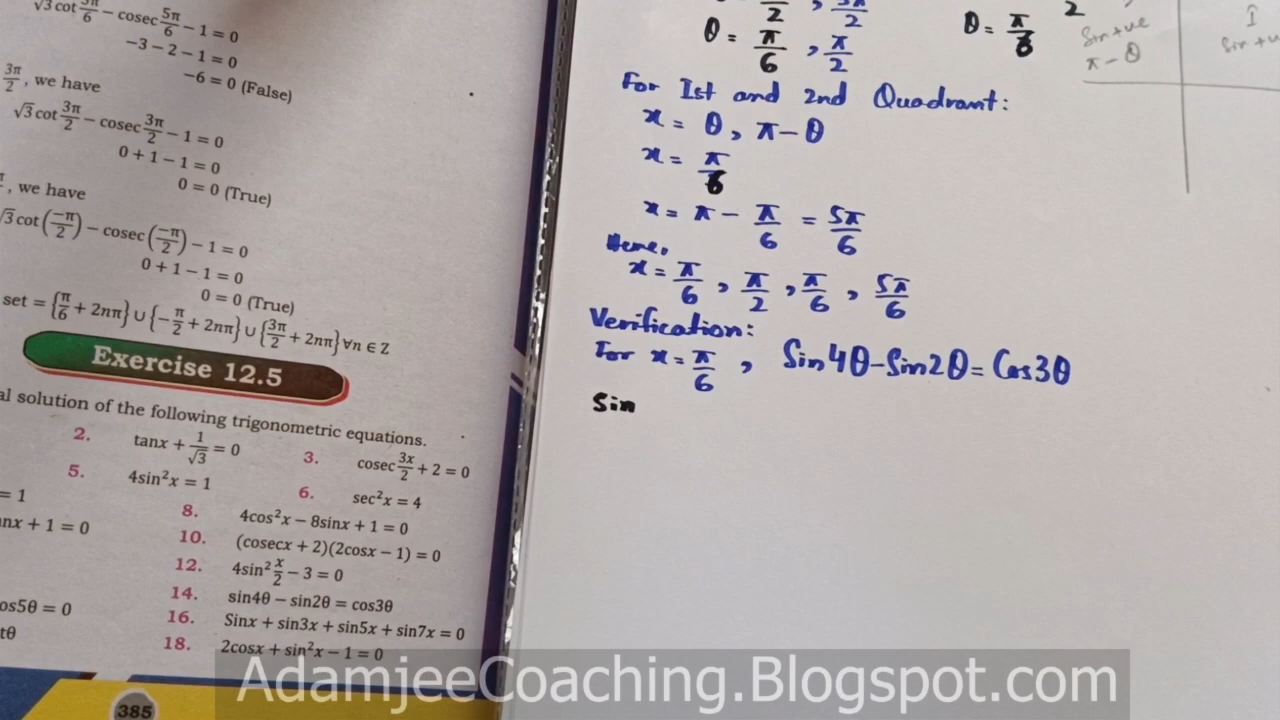 √3cot 5π/6 − cosec 5π/6 − 1 = 0
−3 − 2 − 1 = 0
−6 = 0 (False)
3π/2, we have
√3cot 3π/2 − cosec 3π/2 − 1 = 0
0 + 1 − 1 = 0
0 = 0 (True)
, we have
√3cot(−π/2) − cosec(−π/2) − 1 = 0
0 + 1 − 1 = 0
0 = 0 (True)
set = {π/6 + 2nπ} ∪ {−π/2 + 2nπ} ∪ {3π/2 + 2nπ} ∀n ∈ Z
Exercise 12.5
al solution of the following trigonometric equations.
2. tanx + 1/√3 = 0
3. cosec 3x/2 + 2 = 0
5. 4sin²x = 1
6. sec²x = 4
= 1
8. 4cos²x − 8sinx + 1 = 0
nx + 1 = 0
10. (cosecx + 2)(2cosx − 1) = 0
12. 4sin² x/2 − 3 = 0
14. sin4θ − sin2θ = cos3θ
os5θ = 0
16. Sinx + sin3x + sin5x + sin7x = 0
tθ
18. 2cosx + sin²x − 1 = 0
385
θ = π/6 , π/2
θ = π/6
Sin +ve
π − θ
I
Sin +v
For Ist and 2nd Quadrant:
x = θ, π−θ
x = π/6
x = π − π/6 = 5π/6
Hence,
x = π/6 , π/2 , π/6 , 5π/6
Verification:
For x = π/6 , Sin4θ−Sin2θ = Cos3θ
Sin
AdamjeeCoaching.Blogspot.com